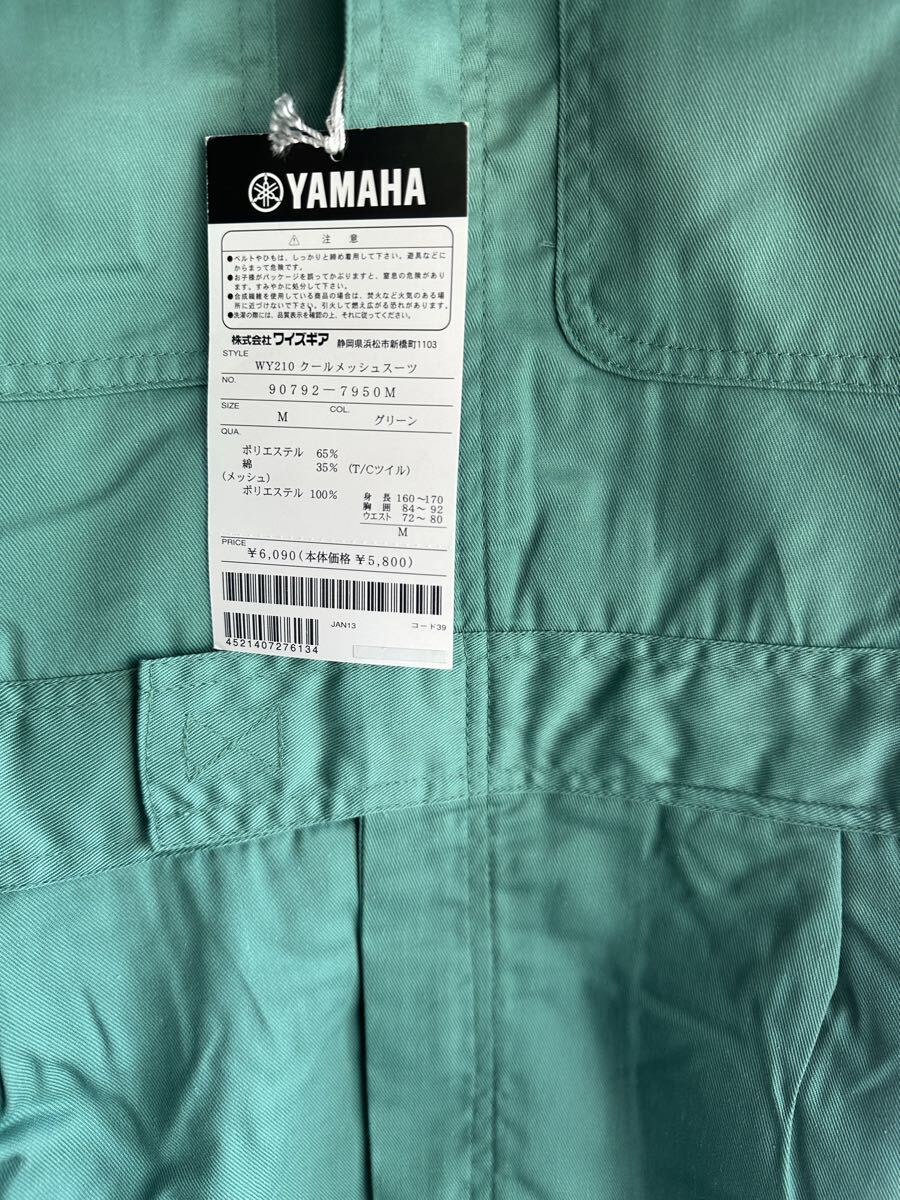 YAMAHA
注 意
●ベルトやひもは、しっかりと締め着用して下さい。遊具などに
からまって危険です。
●お子様がパッケージを誤ってかぶりますと、窒息の危険があり
ます。すみやかに処分して下さい。
●合成繊維を使用している商品の場合は、焚火など火気のある場
所に近づけないで下さい。引火して燃え広がる恐れがあります。
●洗濯の際には、品質表示を確認の上、それに従ってください。
株式会社ワイズギア 静岡県浜松市新橋町1103
STYLE
WY210 クールメッシュスーツ
NO.
90792-7950M
SIZE M COL. グリーン
QUA.
ポリエステル 65%
綿 35% (T/Cツイル)
(メッシュ)
ポリエステル 100%
身 長 160～170
胸 囲 84～ 92
ウエスト 72～ 80
M
PRICE
¥6,090(本体価格 ¥5,800)
JAN13 コード39
4521407276134